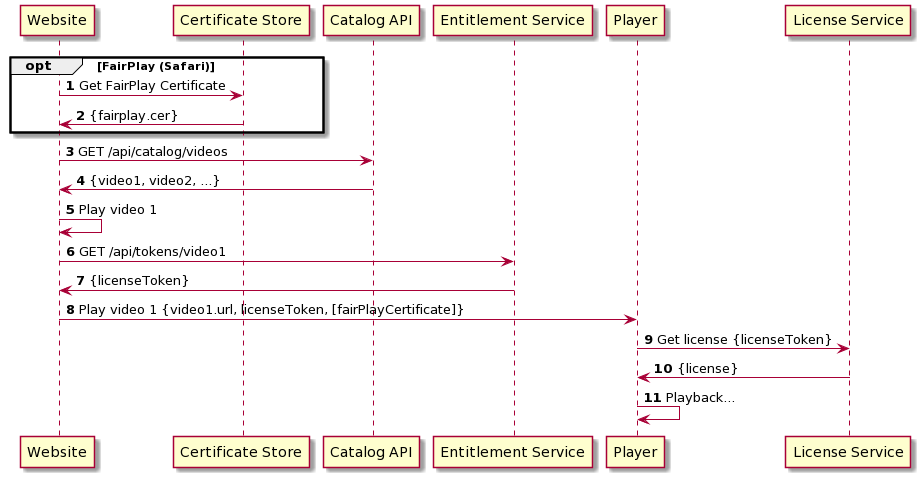 Website Certificate Store Catalog API Entitlement Service Player License Service
opt [FairPlay (Safari)]
1 Get FairPlay Certificate
2 {fairplay.cer}
3 GET /api/catalog/videos
4 {video1, video2, ...}
5 Play video 1
6 GET /api/tokens/video1
7 {licenseToken}
8 Play video 1 {video1.url, licenseToken, [fairPlayCertificate]}
9 Get license {licenseToken}
10 {license}
11 Playback...
Website Certificate Store Catalog API Entitlement Service Player License Service